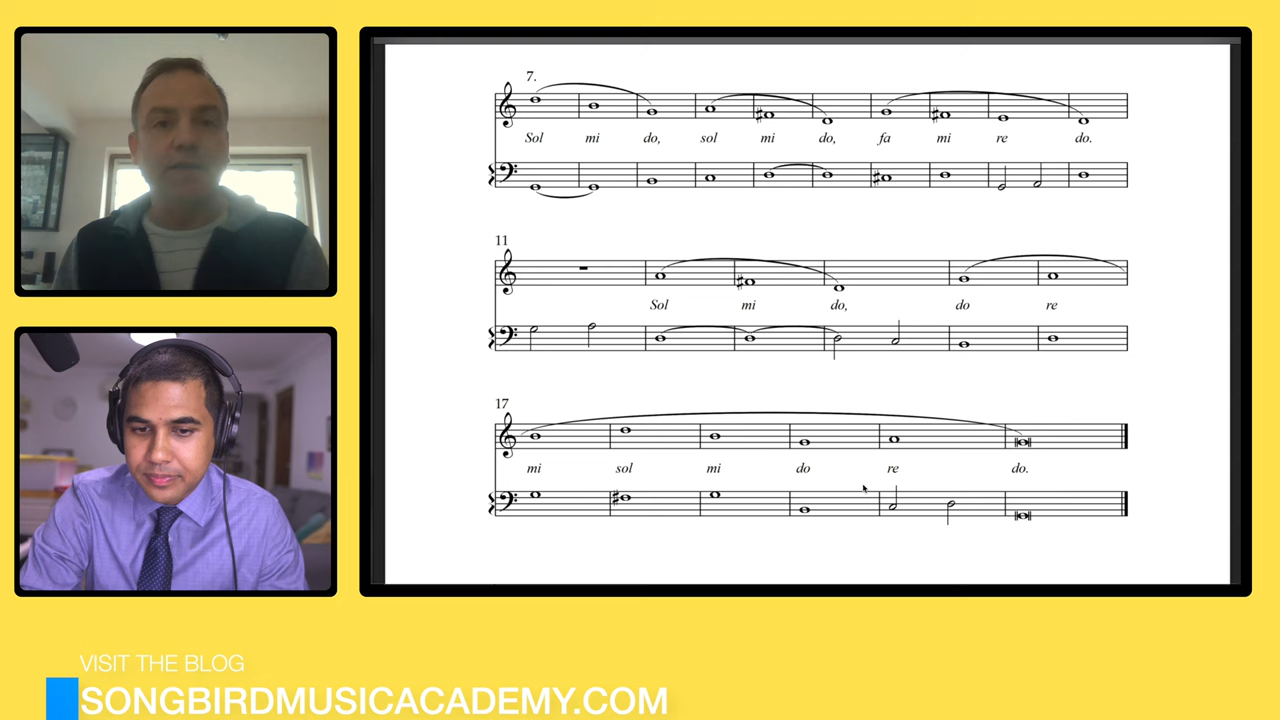 7.
Sol mi do, sol mi do, fa mi re do.
11
Sol mi do, do re
17
mi sol mi do re do.
VISIT THE BLOG
SONGBIRDMUSICACADEMY.COM